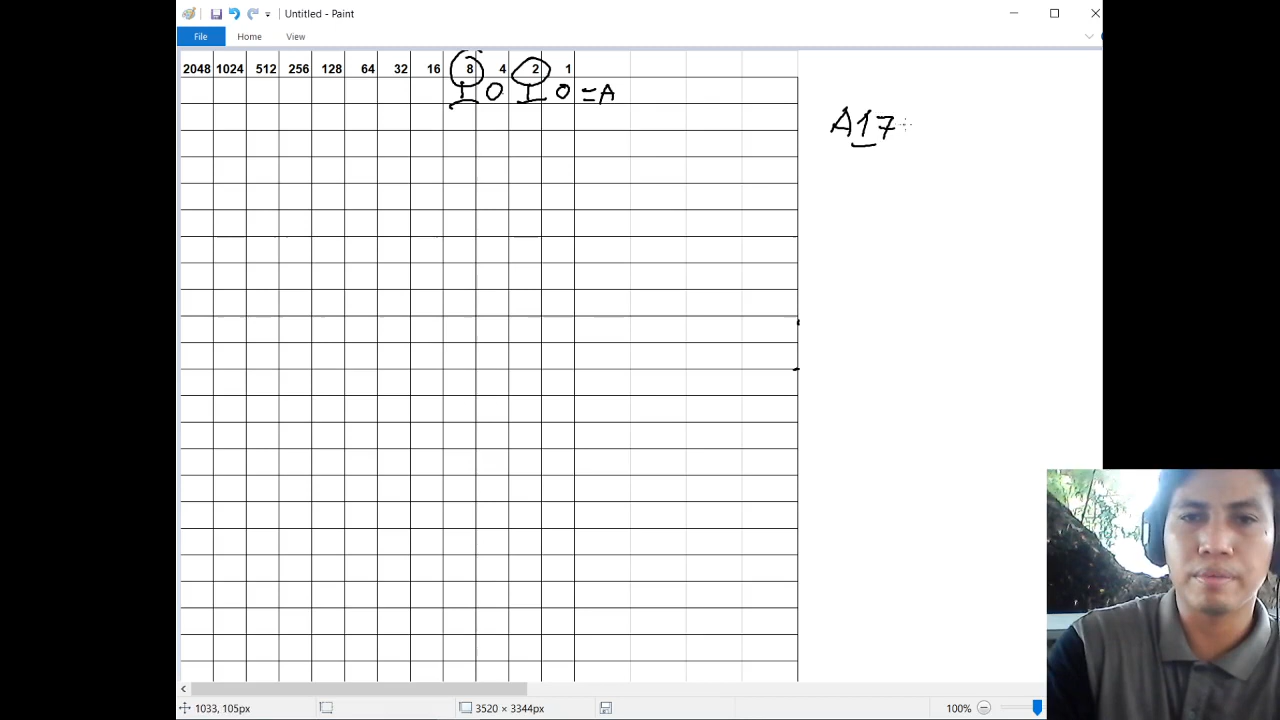 Untitled - Paint
File Home View
2048 1024 512 256 128 64 32 16 8 4 2 1
1 0 1 0 = A
A17
1033, 105px 3520 × 3344px 100%